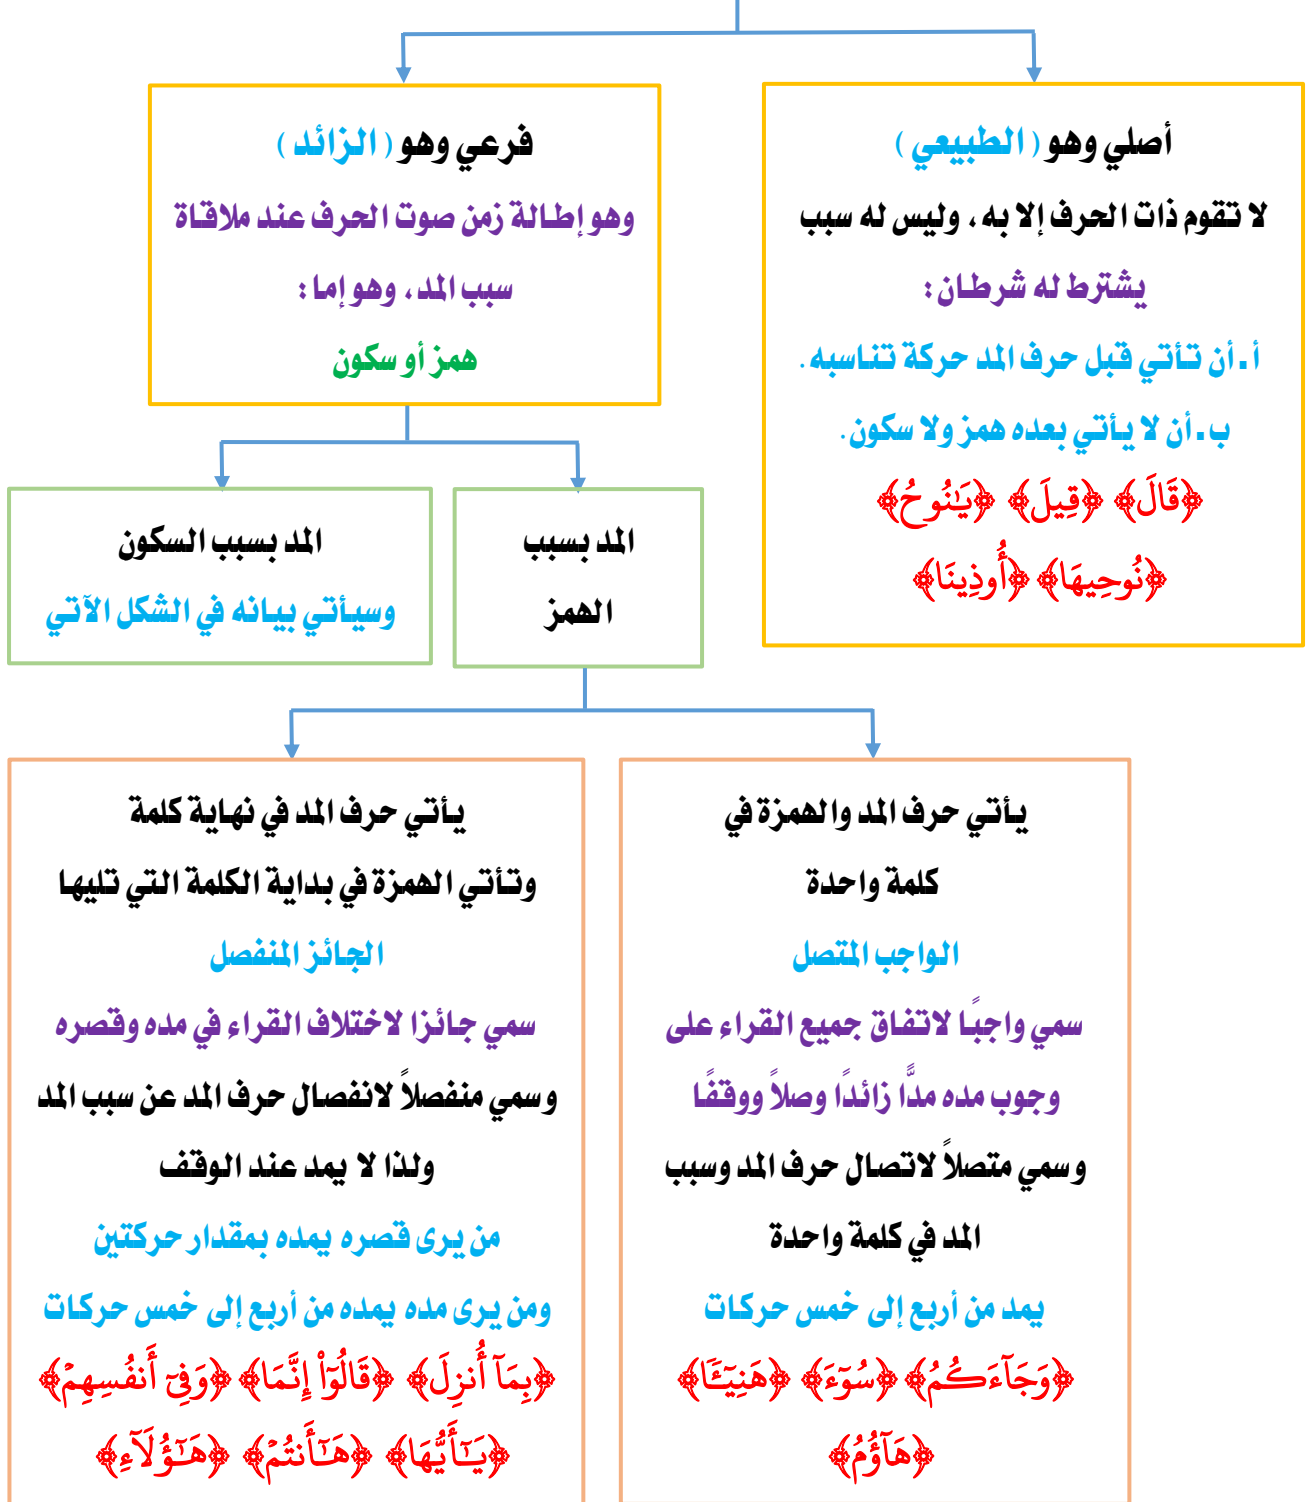 أصلي وهو ( الطبيعي )
لا تقوم ذات الحرف إلا به ، وليس له سبب
يشترط له شرطان :
أ. أن تأتي قبل حرف المد حركة تناسبه .
ب. أن لا يأتي بعده همز ولا سكون .
﴿قَالَ﴾ ﴿قِيلَ﴾ ﴿يَٰنُوحُ﴾
﴿نُوحِيهَا﴾ ﴿أُوذِينَا﴾
فرعي وهو ( الزائد )
وهو إطالة زمن صوت الحرف عند ملاقاة
سبب المد ، وهو إما :
همز أو سكون
المد بسبب
الهمز
المد بسبب السكون
وسيأتي بيانه في الشكل الآتي
يأتي حرف المد والهمزة في
كلمة واحدة
الواجب المتصل
سمي واجبًا لاتفاق جميع القراء على
وجوب مده مدًّا زائدًا وصلاً ووقفًا
وسمي متصلاً لاتصال حرف المد وسبب
المد في كلمة واحدة
يمد من أربع إلى خمس حركات
﴿وَجَآءَكُمُ﴾ ﴿سُوٓءَ﴾ ﴿هَنِيٓـًٔا﴾
﴿هَآؤُمُ﴾
يأتي حرف المد في نهاية كلمة
وتأتي الهمزة في بداية الكلمة التي تليها
الجائز المنفصل
سمي جائزا لاختلاف القراء في مده وقصره
وسمي منفصلاً لانفصال حرف المد عن سبب المد
ولذا لا يمد عند الوقف
من يرى قصره يمده بمقدار حركتين
ومن يرى مده يمده من أربع إلى خمس حركات
﴿بِمَآ أُنزِلَ﴾ ﴿قَالُوٓاْ إِنَّمَا﴾ ﴿وَفِيٓ أَنفُسِهِمۡ﴾
﴿يَٰٓأَيُّهَا﴾ ﴿هَٰٓأَنتُمۡ﴾ ﴿هَٰٓؤُلَآءِ﴾